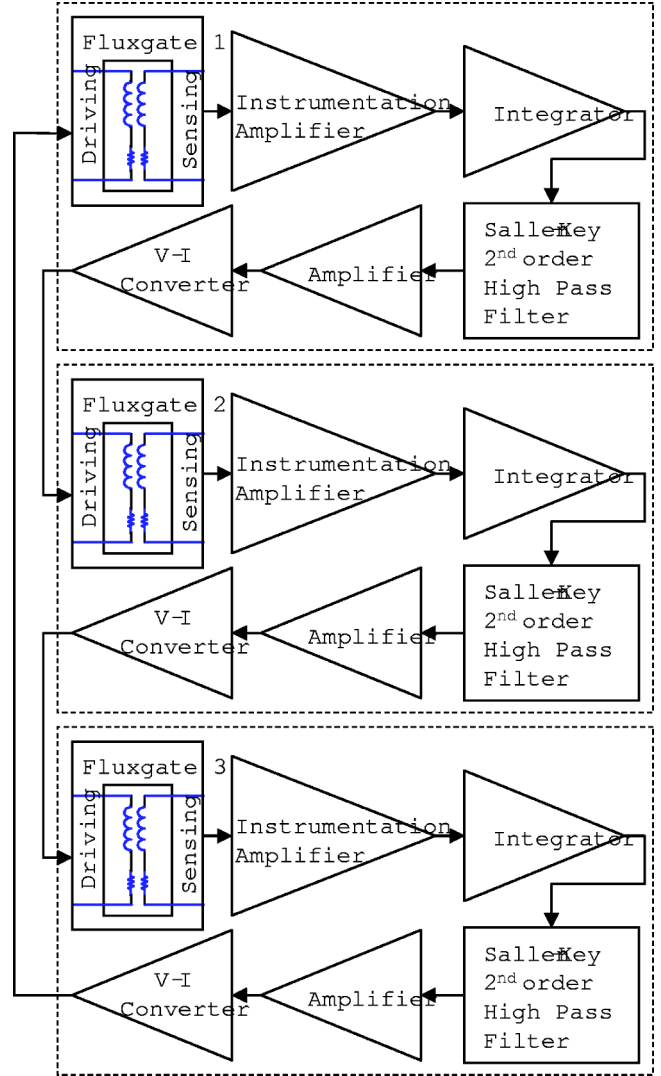 Fluxgate 1
Driving
Sensing
Instrumentation
Amplifier
Integrator
V-I
Converter
Amplifier
Sallen-Key
2nd order
High Pass
Filter
Fluxgate 2
Driving
Sensing
Instrumentation
Amplifier
Integrator
V-I
Converter
Amplifier
Sallen-Key
2nd order
High Pass
Filter
Fluxgate 3
Driving
Sensing
Instrumentation
Amplifier
Integrator
V-I
Converter
Amplifier
Sallen-Key
2nd order
High Pass
Filter